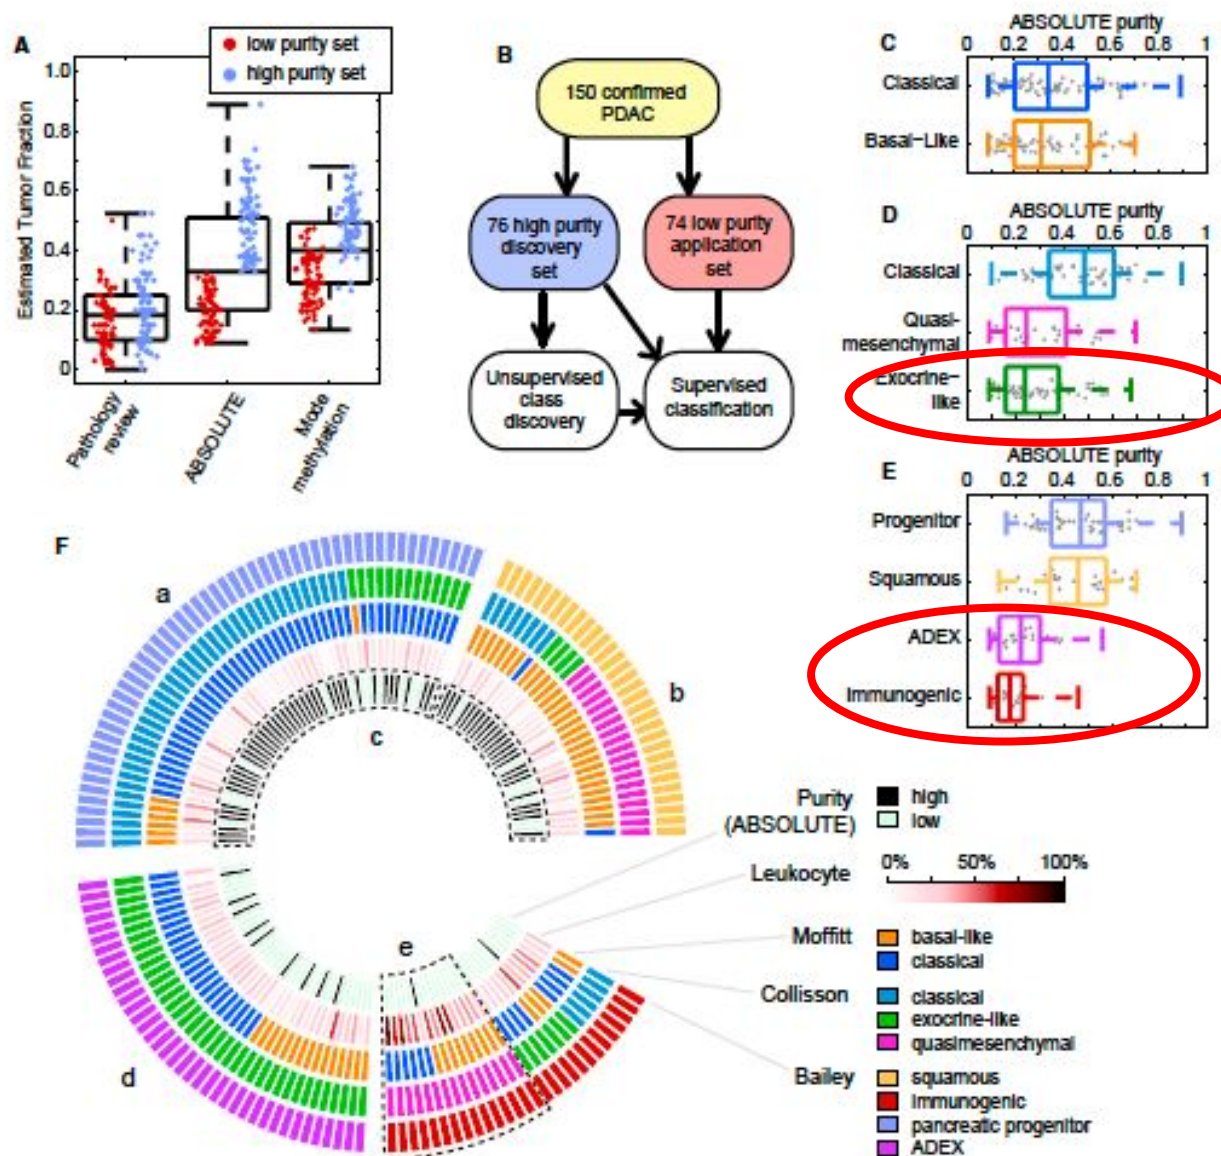 A
low purity set
high purity set
Estimated Tumor Fraction
1.0
0.8
0.6
0.4
0.2
0
Pathology
review
ABSOLUTE
Mode
methylation
B
150 confirmed
PDAC
76 high purity
discovery
set
74 low purity
application
set
Unsupervised
class
discovery
Supervised
classification
C
ABSOLUTE purity
0 0.2 0.4 0.6 0.8 1
Classical
Basal-Like
D
ABSOLUTE purity
0 0.2 0.4 0.6 0.8 1
Classical
Quasi-
mesenchymal
Exocrine-
like
E
ABSOLUTE purity
0 0.2 0.4 0.6 0.8 1
Progenitor
Squamous
ADEX
Immunogenic
F
a
b
c
d
e
Purity
(ABSOLUTE)
high
low
Leukocyte
0% 50% 100%
Moffitt
basal-like
classical
Collisson
classical
exocrine-like
quasimesenchymal
Bailey
squamous
immunogenic
pancreatic progenitor
ADEX